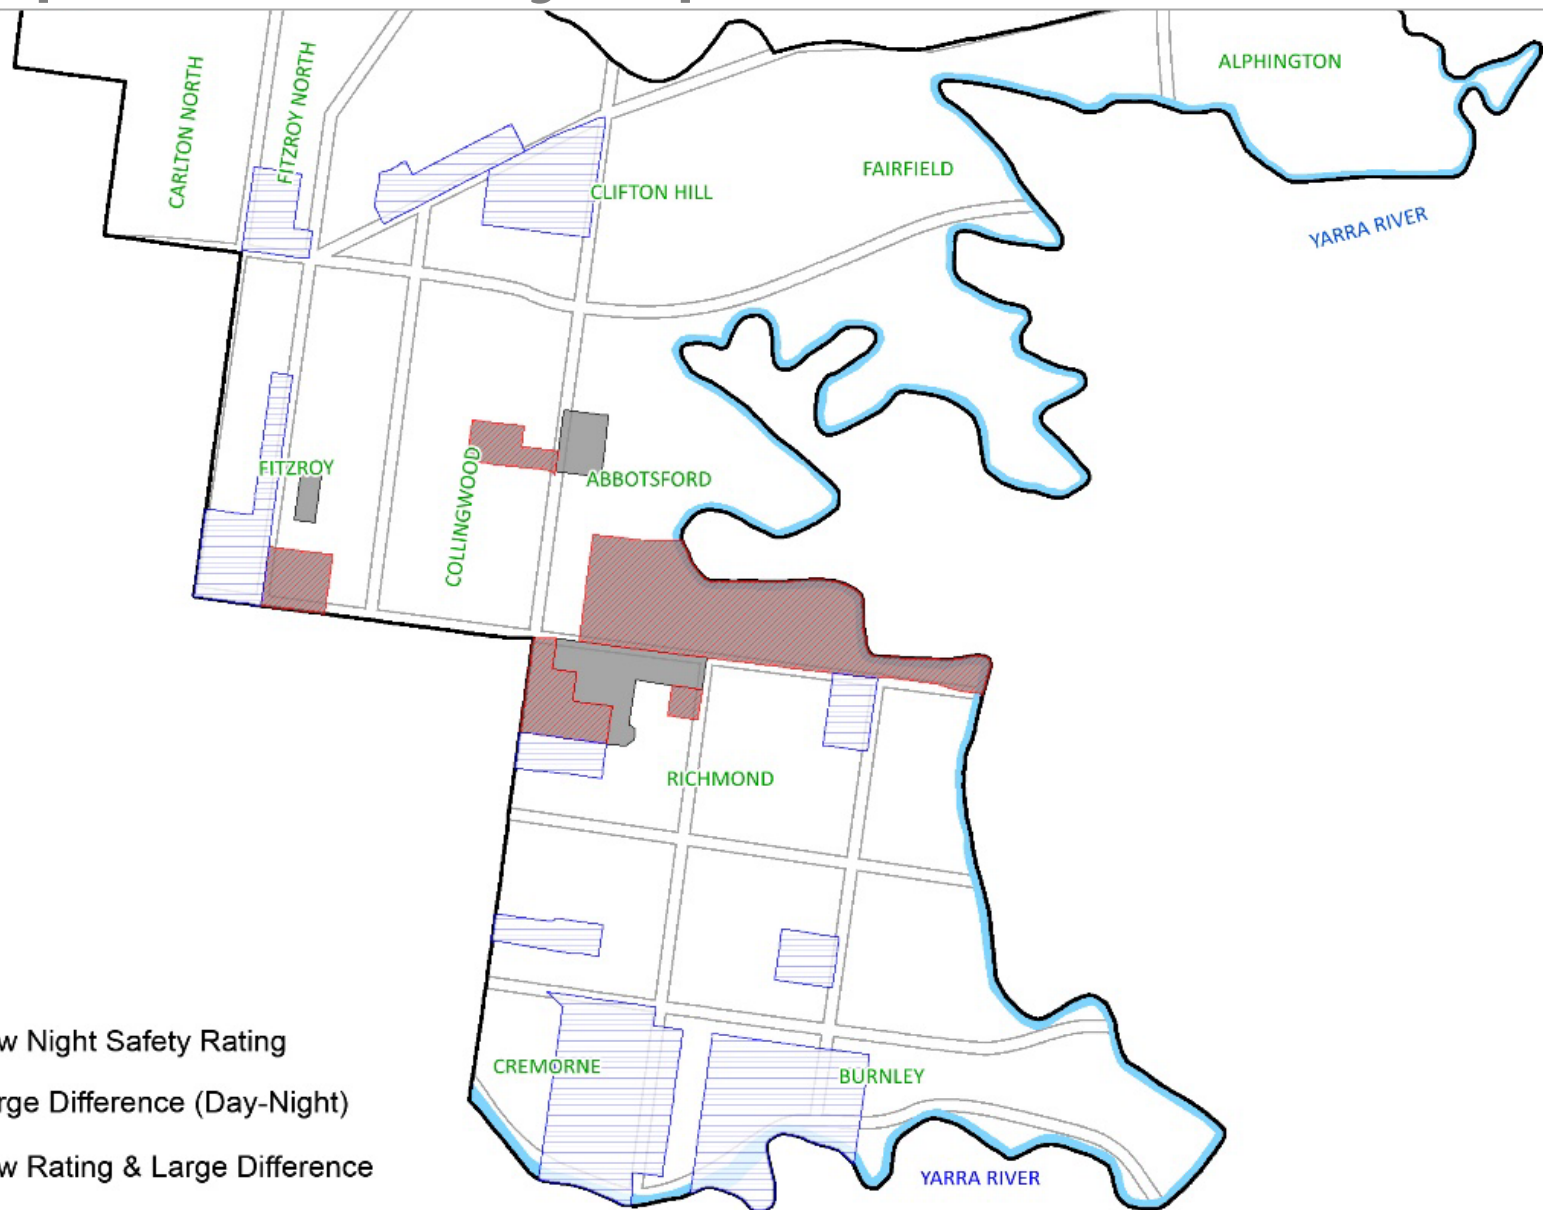 ALPHINGTON
CARLTON NORTH
FITZROY NORTH
FAIRFIELD
CLIFTON HILL
YARRA RIVER
FITZROY
COLLINGWOOD
ABBOTSFORD
RICHMOND
w Night Safety Rating
CREMORNE
BURNLEY
rge Difference (Day-Night)
w Rating & Large Difference
YARRA RIVER